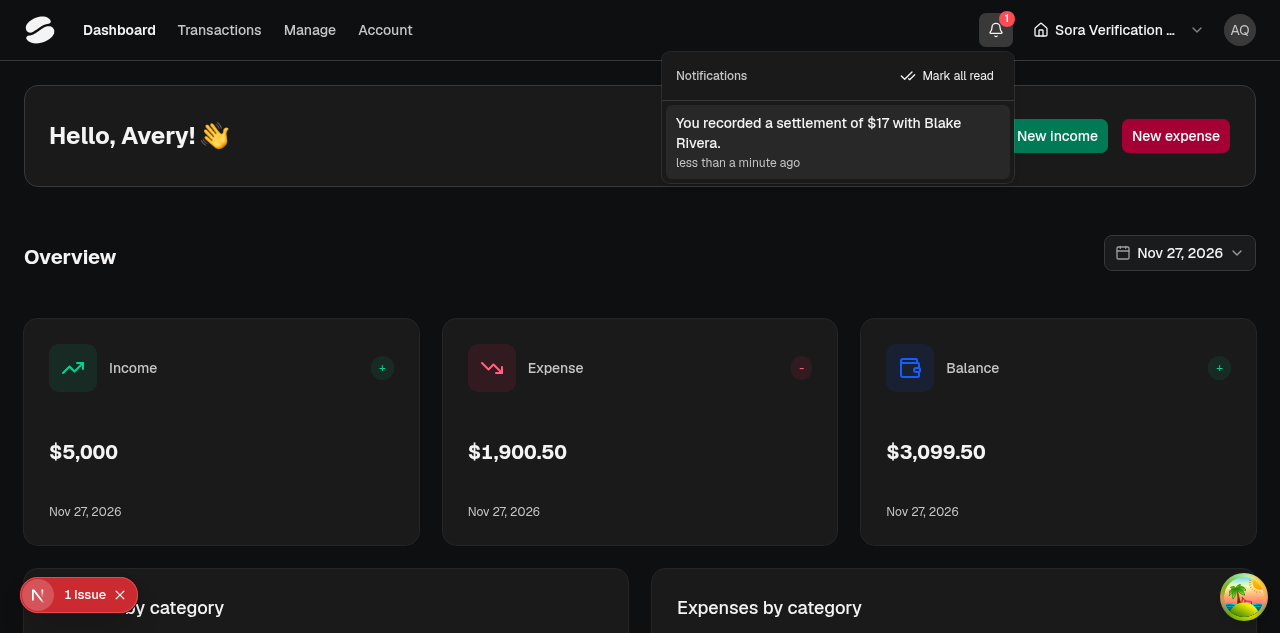 Dashboard
Transactions
Manage
Account
1
Sora Verification ...
AQ
Notifications
Mark all read
You recorded a settlement of $17 with Blake
Rivera.
less than a minute ago
Hello, Avery! 👋
New income
New expense
Overview
Nov 27, 2026
Income
+
$5,000
Nov 27, 2026
Expense
-
$1,900.50
Nov 27, 2026
Balance
+
$3,099.50
Nov 27, 2026
N
1 Issue
by category
Expenses by category